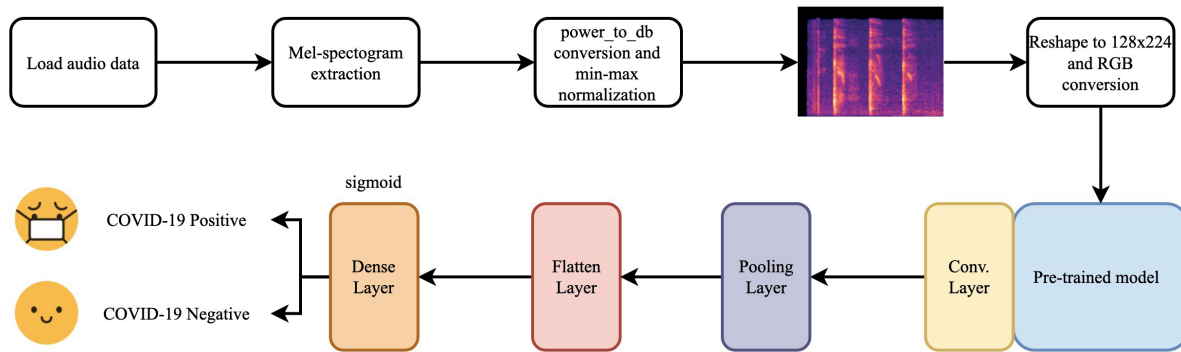 Load audio data
Mel-spectogram
extraction
power_to_db
conversion and
min-max
normalization
Reshape to 128x224
and RGB
conversion
sigmoid
COVID-19 Positive
COVID-19 Negative
Dense
Layer
Flatten
Layer
Pooling
Layer
Conv.
Layer
Pre-trained model